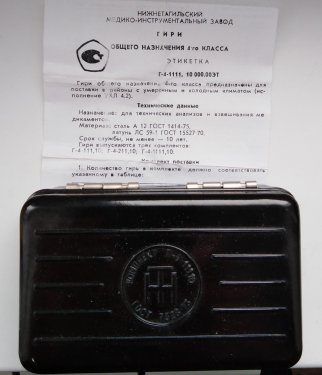 НИЖНЕТАГИЛЬСКИЙ
МЕДИКО-ИНСТРУМЕНТАЛЬНЫЙ ЗАВОД
ГИРИ
ОБЩЕГО НАЗНАЧЕНИЯ 4-го КЛАССА
ЭТИКЕТКА
Г-4-1111, 10 000.00ЭТ
Гири общего назначения 4-го класса предназначены для
поставки в районы с умеренным и холодным климатом (ис-
полнение УХЛ 4.2).
Технические данные
Назначение: для технических анализов и взвешивания ме-
дикаментов.
Материал: сталь А 12 ГОСТ 1414-75,
латунь ЛС 59-1 ГОСТ 15527 70.
Срок службы, не менее — 10 лет.
Гири выпускаются трех комплектов
Г-4 111,10; Г-4-211,10; Г-4-1111,10.
Комплект поставки
1. Количество гирь в комплекте должно соответствовать
указанному в таблице:
ГОСТ 7328